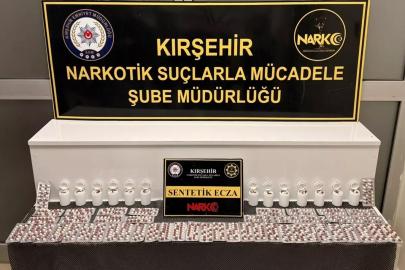 KIRŞEHİR
NARKOTİK SUÇLARLA MÜCADELE
ŞUBE MÜDÜRLÜĞÜ
NARKO
KIRŞEHİR
SENTETİK ECZA
NARKO